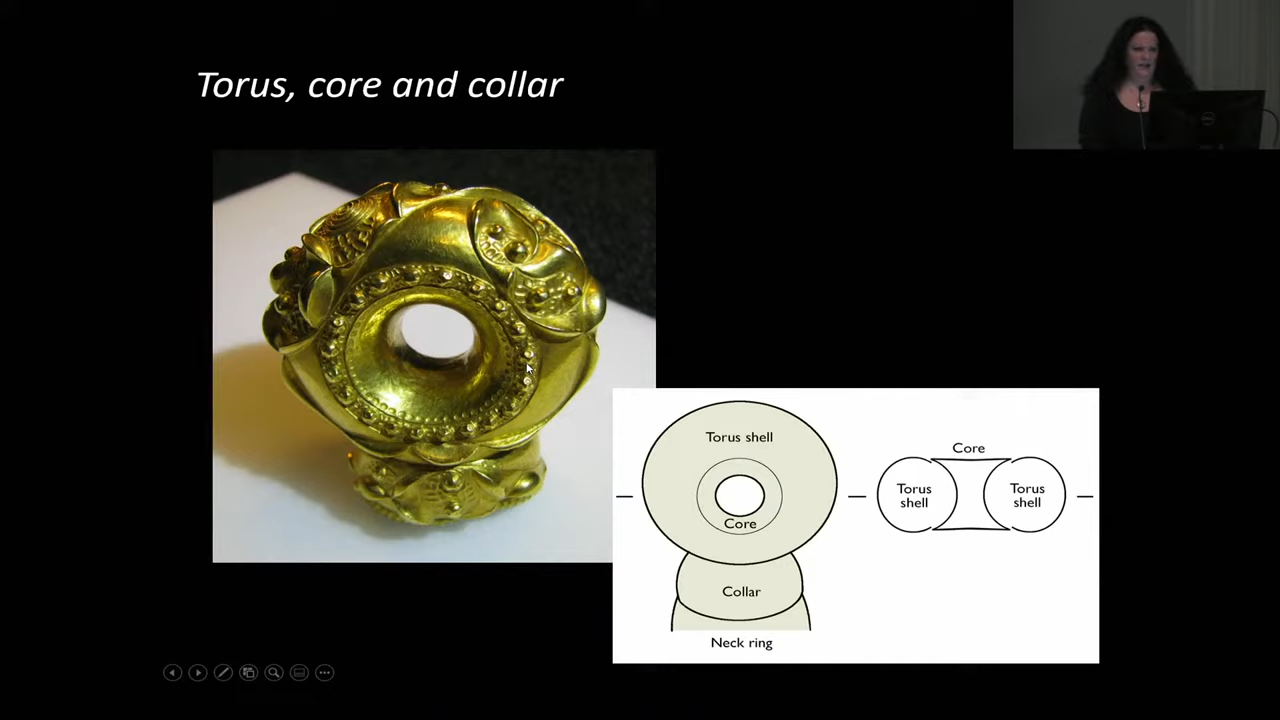 Torus, core and collar
Torus shell
Core
Collar
Neck ring
Core
Torus
shell
Torus
shell